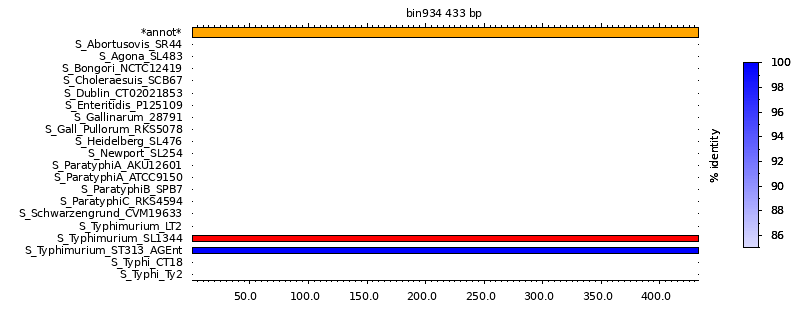 bin934 433 bp
*annot*
S_Abortusovis_SR44
S_Agona_SL483
S_Bongori_NCTC12419
S_Choleraesuis_SCB67
S_Dublin_CT02021853
S_Enteritidis_P125109
S_Gallinarum_28791
S_Gall_Pullorum_RKS5078
S_Heidelberg_SL476
S_Newport_SL254
S_ParatyphiA_AKU12601
S_ParatyphiA_ATCC9150
S_ParatyphiB_SPB7
S_ParatyphiC_RKS4594
S_Schwarzengrund_CVM19633
S_Typhimurium_LT2
S_Typhimurium_SL1344
S_Typhimurium_ST313_AGEnt
S_Typhi_CT18
S_Typhi_Ty2
50.0 100.0 150.0 200.0 250.0 300.0 350.0 400.0
% identity
100
98
96
94
92
90
88
86